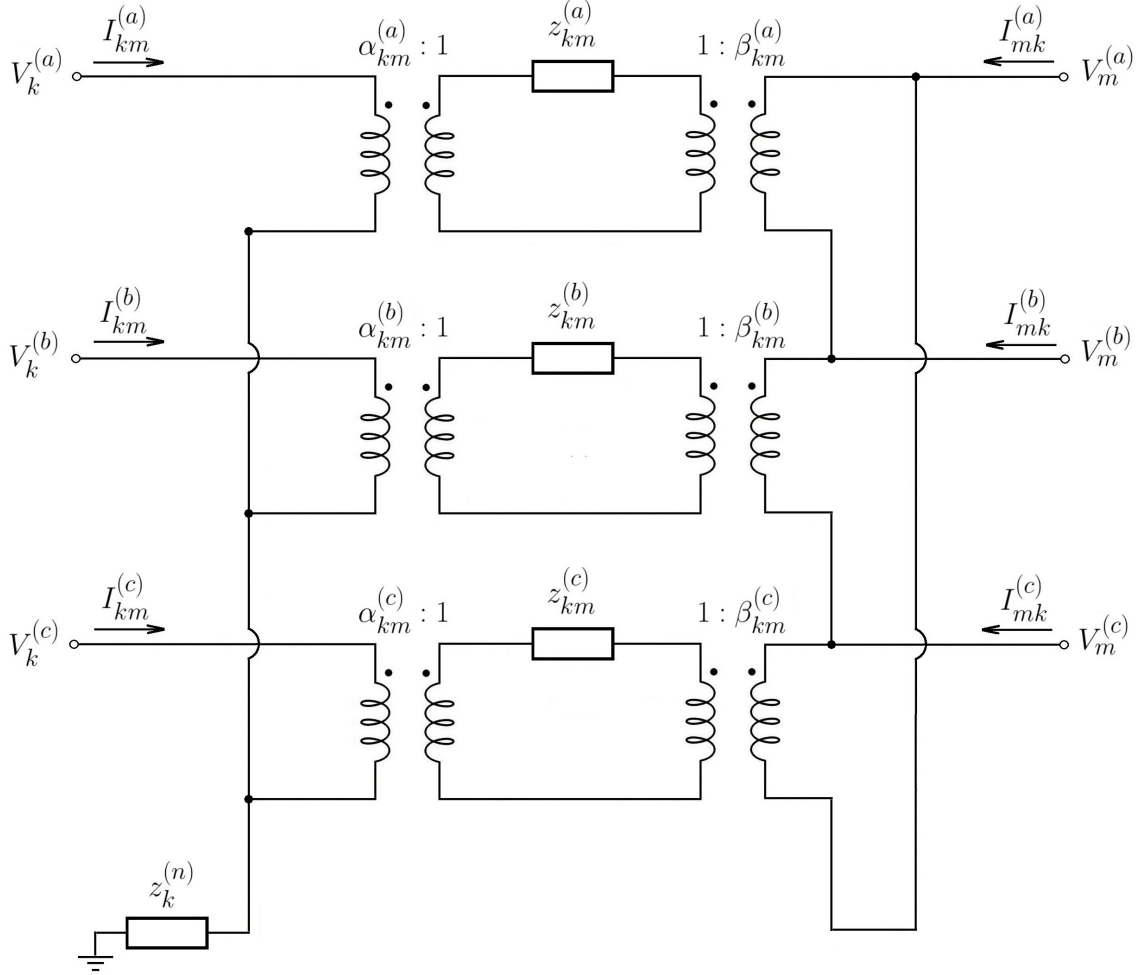 I_{km}^{(a)} α_{km}^{(a)} : 1 z_{km}^{(a)} 1 : β_{km}^{(a)} I_{mk}^{(a)}
V_k^{(a)} V_m^{(a)}
I_{km}^{(b)} α_{km}^{(b)} : 1 z_{km}^{(b)} 1 : β_{km}^{(b)} I_{mk}^{(b)}
V_k^{(b)} V_m^{(b)}
I_{km}^{(c)} α_{km}^{(c)} : 1 z_{km}^{(c)} 1 : β_{km}^{(c)} I_{mk}^{(c)}
V_k^{(c)} V_m^{(c)}
z_k^{(n)}